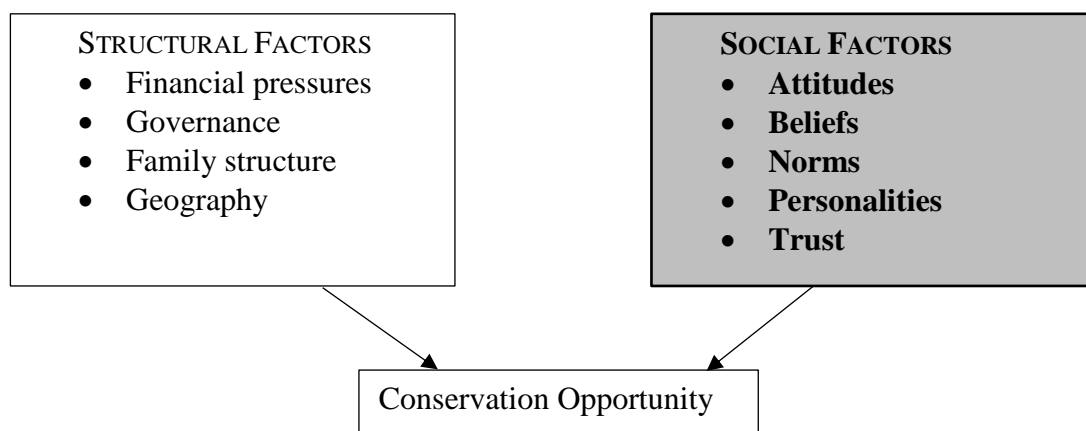 STRUCTURAL FACTORS
• Financial pressures
• Governance
• Family structure
• Geography
SOCIAL FACTORS
• Attitudes
• Beliefs
• Norms
• Personalities
• Trust
Conservation Opportunity